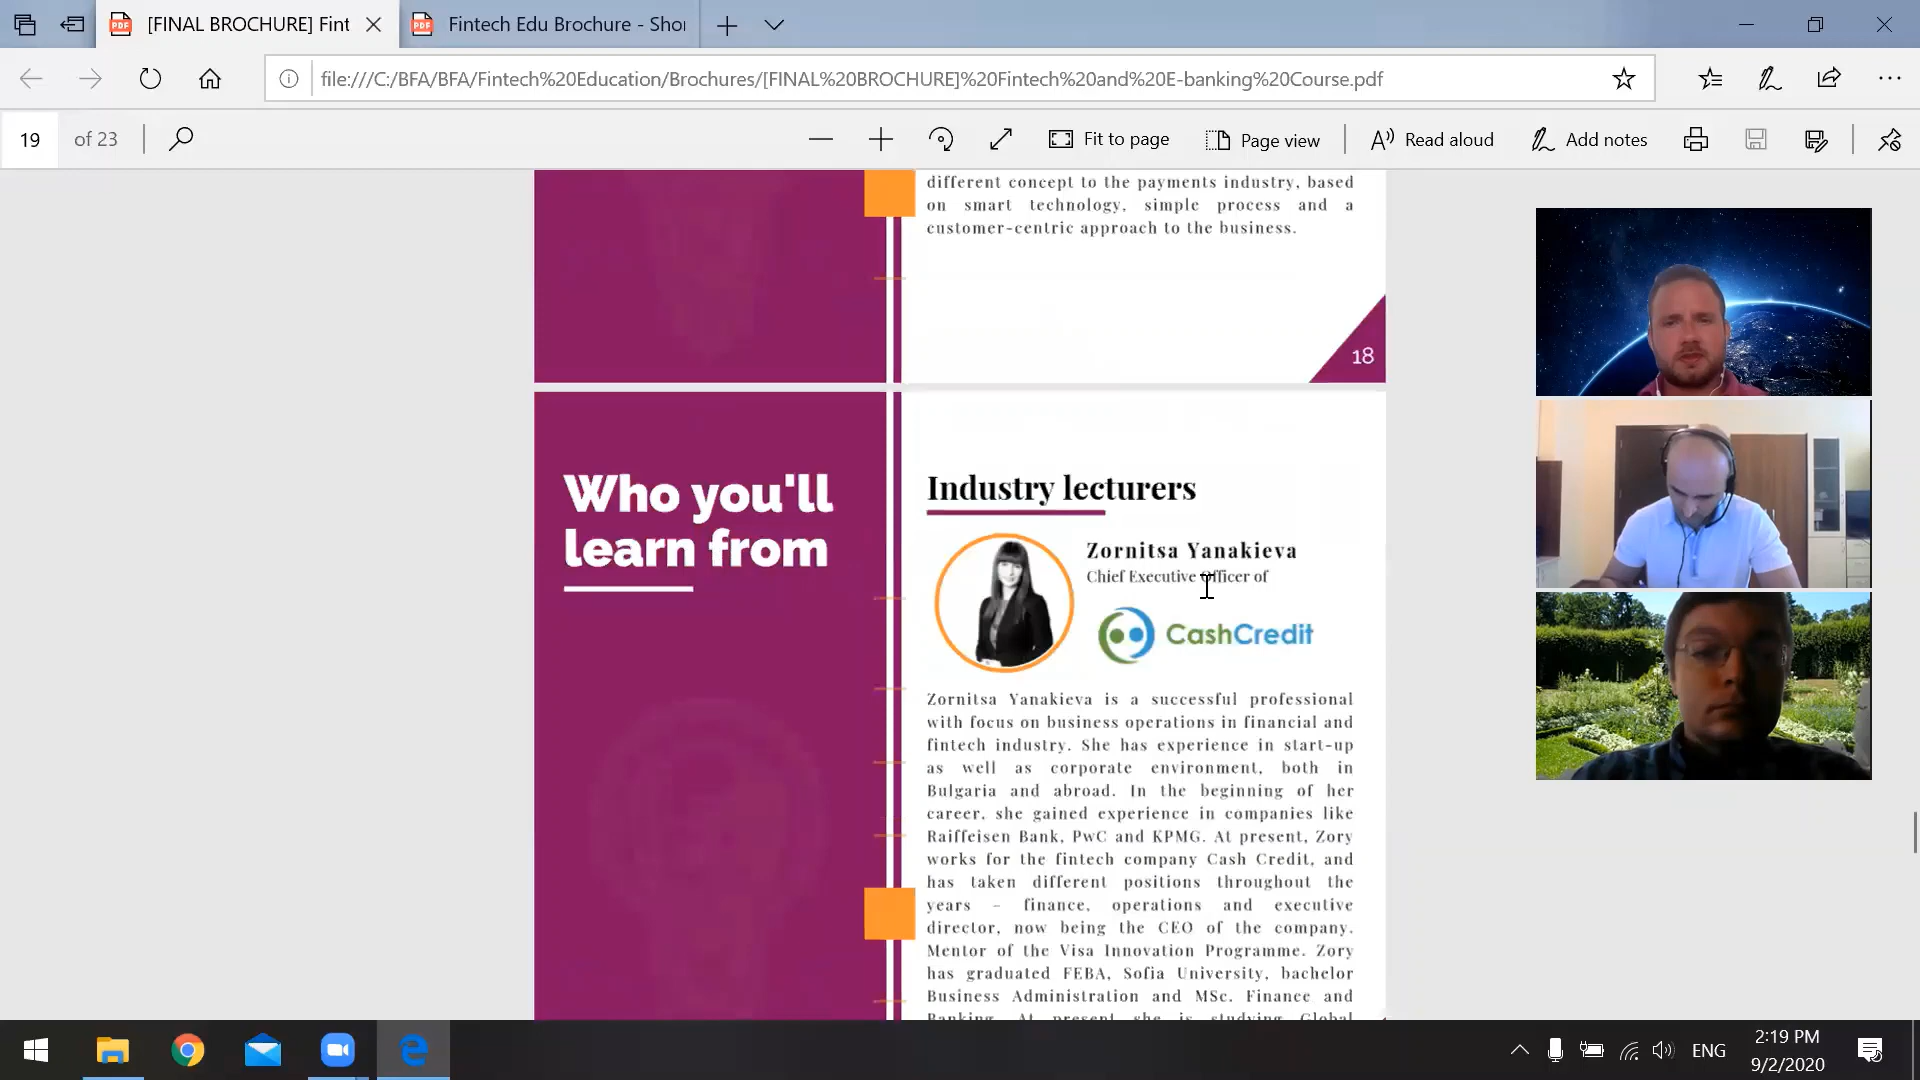 [FINAL BROCHURE] Fint
Fintech Edu Brochure - Sho
file:///C:/BFA/BFA/Fintech%20Education/Brochures/[FINAL%20BROCHURE]%20Fintech%20and%20E-banking%20Course.pdf
19 of 23
Fit to page
Page view
Read aloud
Add notes
different concept to the payments industry, based
on smart technology, simple process and a
customer-centric approach to the business.
18
Who you'll
learn from
Industry lecturers
Zornitsa Yanakieva
Chief Executive Officer of
CashCredit
Zornitsa Yanakieva is a successful professional
with focus on business operations in financial and
fintech industry. She has experience in start-up
as well as corporate environment, both in
Bulgaria and abroad. In the beginning of her
career, she gained experience in companies like
Raiffeisen Bank, PwC and KPMG. At present, Zory
works for the fintech company Cash Credit, and
has taken different positions throughout the
years – finance, operations and executive
director, now being the CEO of the company.
Mentor of the Visa Innovation Programme. Zory
has graduated FEBA, Sofia University, bachelor
Business Administration and MSc. Finance and
Banking. At present she is studying Global
ENG
2:19 PM
9/2/2020